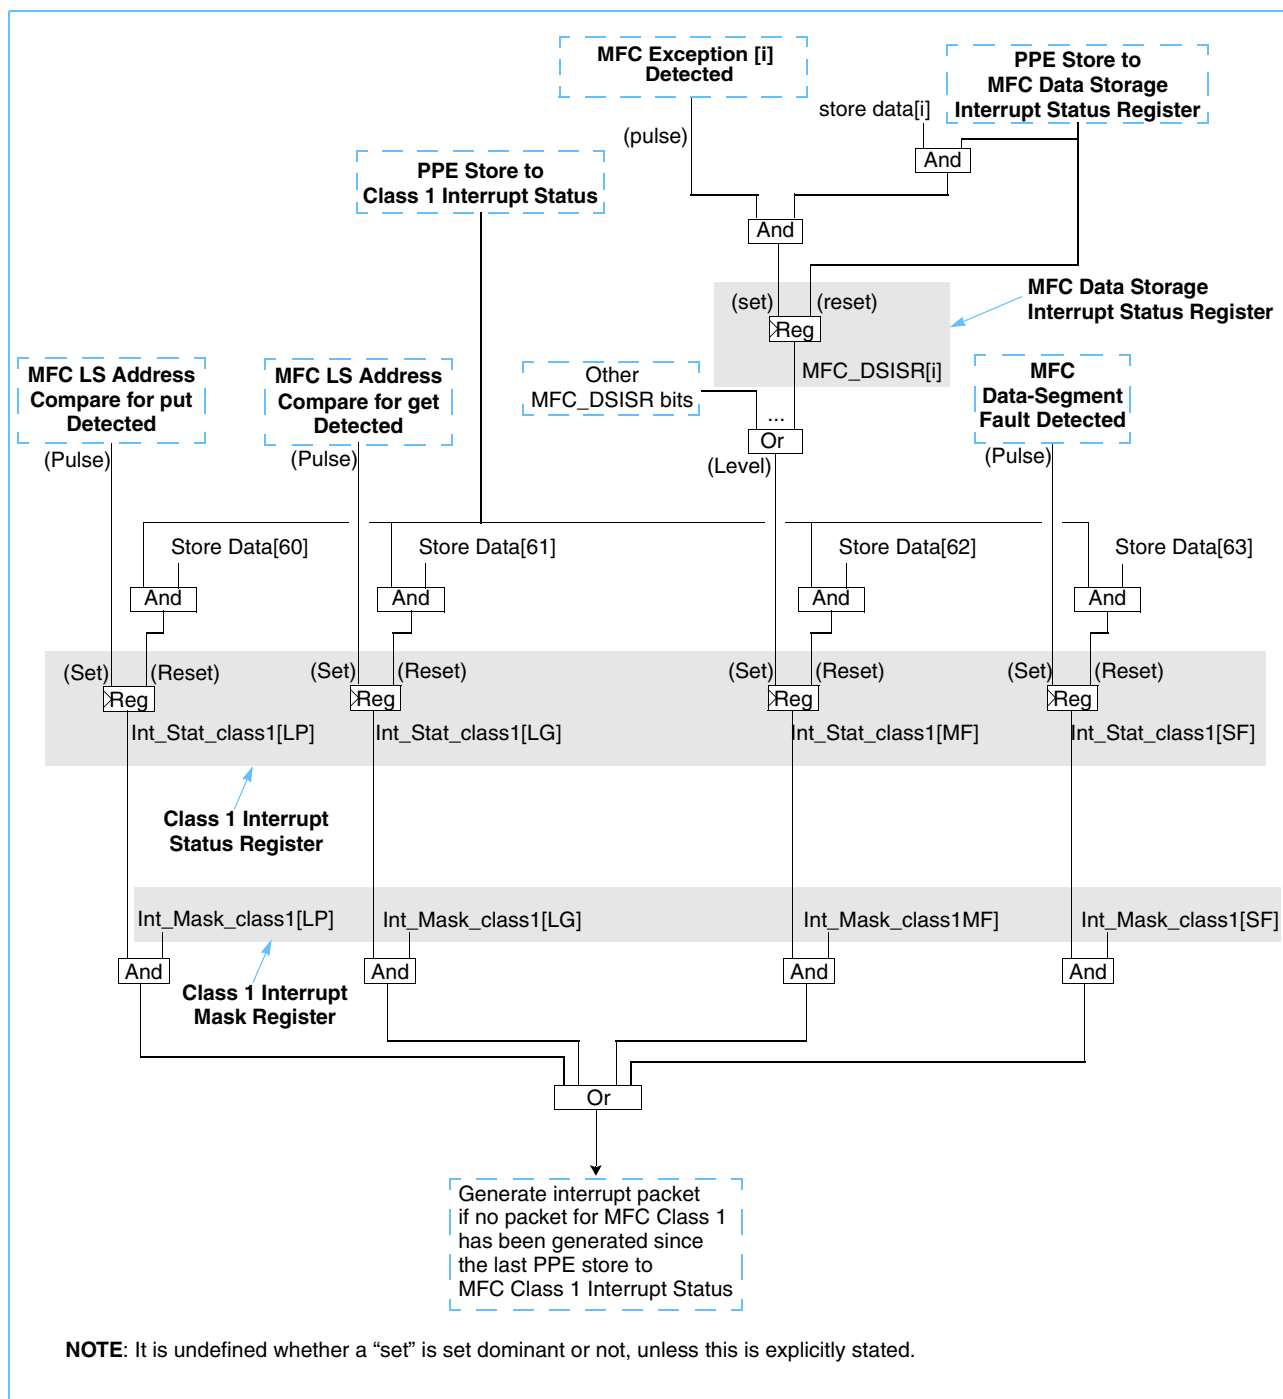 MFC Exception [i]
Detected
PPE Store to
MFC Data Storage
Interrupt Status Register
store data[i]
(pulse)
And
PPE Store to
Class 1 Interrupt Status
And
MFC Data Storage
Interrupt Status Register
(set)
(reset)
Reg
MFC_DSISR[i]
MFC LS Address
Compare for put
Detected
MFC LS Address
Compare for get
Detected
Other
MFC_DSISR bits
MFC
Data-Segment
Fault Detected
...
Or
(Pulse)
(Pulse)
(Level)
(Pulse)
Store Data[60]
Store Data[61]
Store Data[62]
Store Data[63]
And
And
And
And
(Set)
(Reset)
(Set)
(Reset)
(Set)
(Reset)
(Set)
(Reset)
Reg
Reg
Reg
Reg
Int_Stat_class1[LP]
Int_Stat_class1[LG]
Int_Stat_class1[MF]
Int_Stat_class1[SF]
Class 1 Interrupt
Status Register
Int_Mask_class1[LP]
Int_Mask_class1[LG]
Int_Mask_class1MF]
Int_Mask_class1[SF]
And
And
And
And
Class 1 Interrupt
Mask Register
Or
Generate interrupt packet
if no packet for MFC Class 1
has been generated since
the last PPE store to
MFC Class 1 Interrupt Status
NOTE: It is undefined whether a “set” is set dominant or not, unless this is explicitly stated.